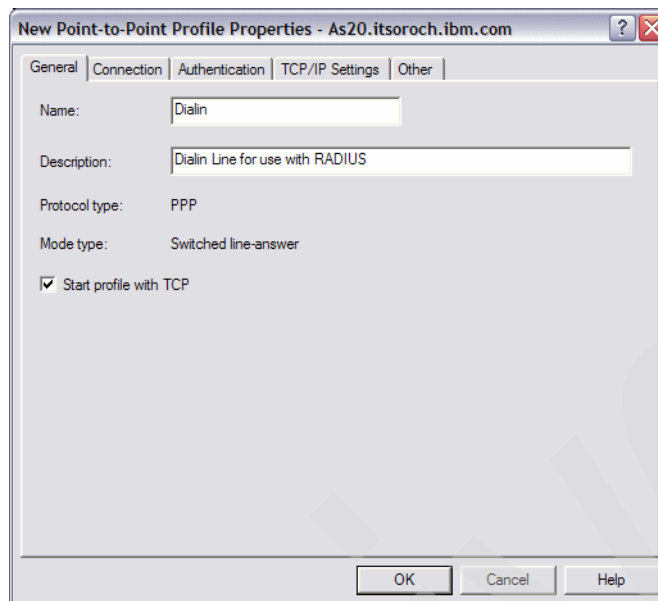 New Point-to-Point Profile Properties - As20.itsoroch.ibm.com
General Connection Authentication TCP/IP Settings Other
Name: Dialin
Description: Dialin Line for use with RADIUS
Protocol type: PPP
Mode type: Switched line-answer
Start profile with TCP
OK Cancel Help